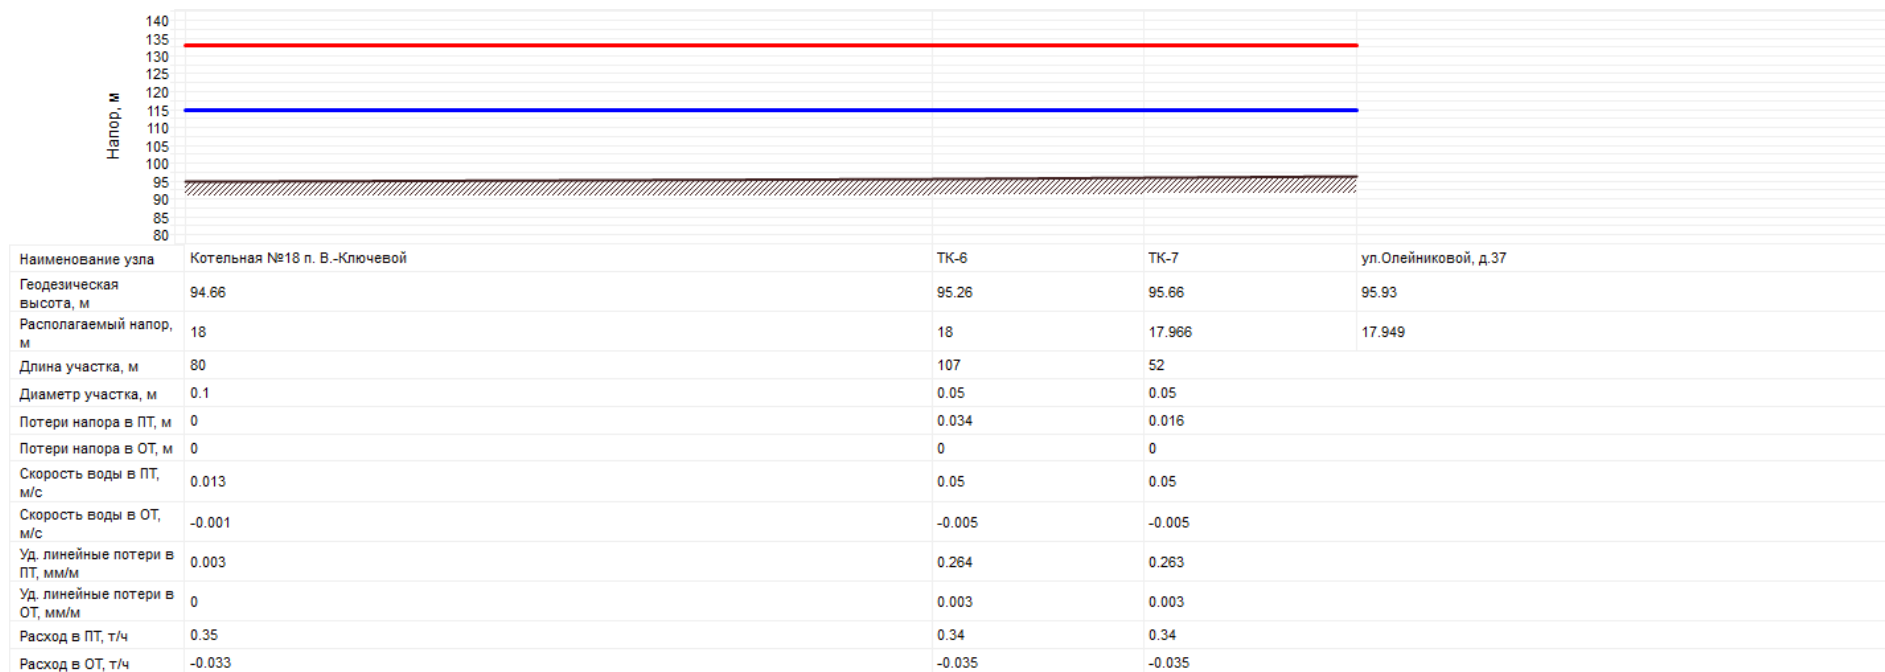 140
135
130
125
120
115
110
105
100
95
90
85
80
Напор, м
Наименование узла Котельная №18 п. В.-Ключевой ТК-6 ТК-7 ул.Олейниковой, д.37
Геодезическая
высота, м
94.66 95.26 95.66 95.93
Располагаемый напор,
м
18 18 17.966 17.949
Длина участка, м 80 107 52
Диаметр участка, м 0.1 0.05 0.05
Потери напора в ПТ, м 0 0.034 0.016
Потери напора в ОТ, м 0 0 0
Скорость воды в ПТ,
м/с
0.013 0.05 0.05
Скорость воды в ОТ,
м/с
-0.001 -0.005 -0.005
Уд. линейные потери в
ПТ, мм/м
0.003 0.264 0.263
Уд. линейные потери в
ОТ, мм/м
0 0.003 0.003
Расход в ПТ, т/ч 0.35 0.34 0.34
Расход в ОТ, т/ч -0.033 -0.035 -0.035